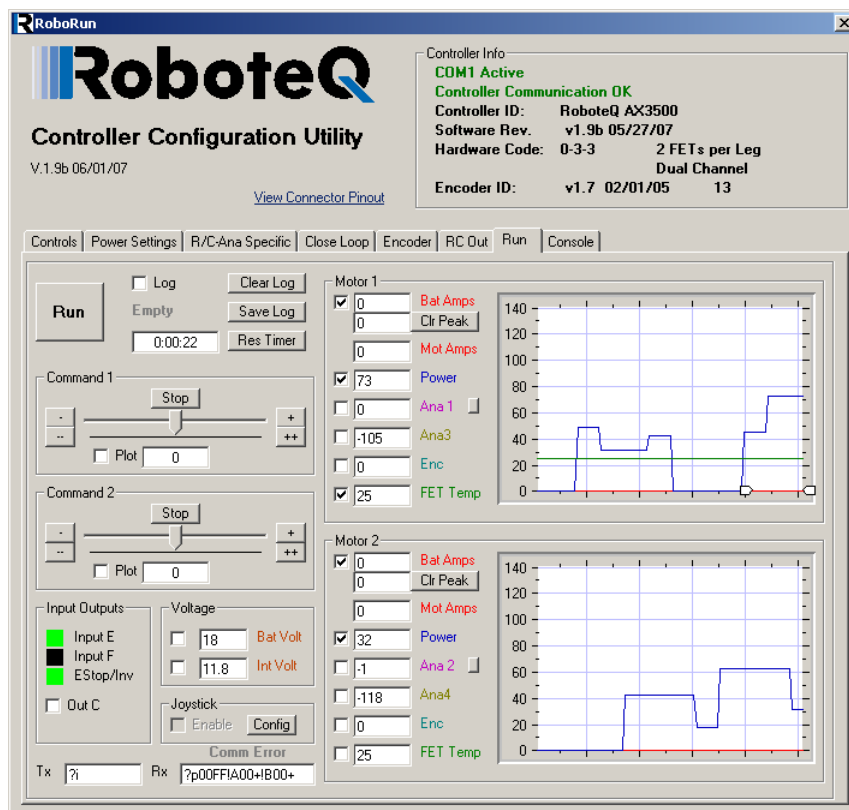 RoboRun
RoboteQ
Controller Configuration Utility
V.1.9b 06/01/07
View Connector Pinout
Controller Info
COM1 Active
Controller Communication OK
Controller ID: RoboteQ AX3500
Software Rev. v1.9b 05/27/07
Hardware Code: 0-3-3 2 FETs per Leg
Dual Channel
Encoder ID: v1.7 02/01/05 13
Controls Power Settings R/C-Ana Specific Close Loop Encoder RC Out Run Console
Run
Log Clear Log
Empty Save Log
0:00:22 Res Timer
Command 1
Stop
- +
-- ++
Plot 0
Command 2
Stop
- +
-- ++
Plot 0
Input Outputs
Input E
Input F
EStop/Inv
Out C
Voltage
18 Bat Volt
11.8 Int Volt
Joystick
Enable Config
Comm Error
Tx ?i Rx ?p00FF!A00+!B00+
Motor 1
0 Bat Amps
0 Clr Peak
0 Mot Amps
73 Power
0 Ana 1
-105 Ana3
0 Enc
25 FET Temp
140
120
100
80
60
40
20
0
Motor 2
0 Bat Amps
0 Clr Peak
0 Mot Amps
32 Power
-1 Ana 2
-118 Ana4
0 Enc
25 FET Temp
140
120
100
80
60
40
20
0